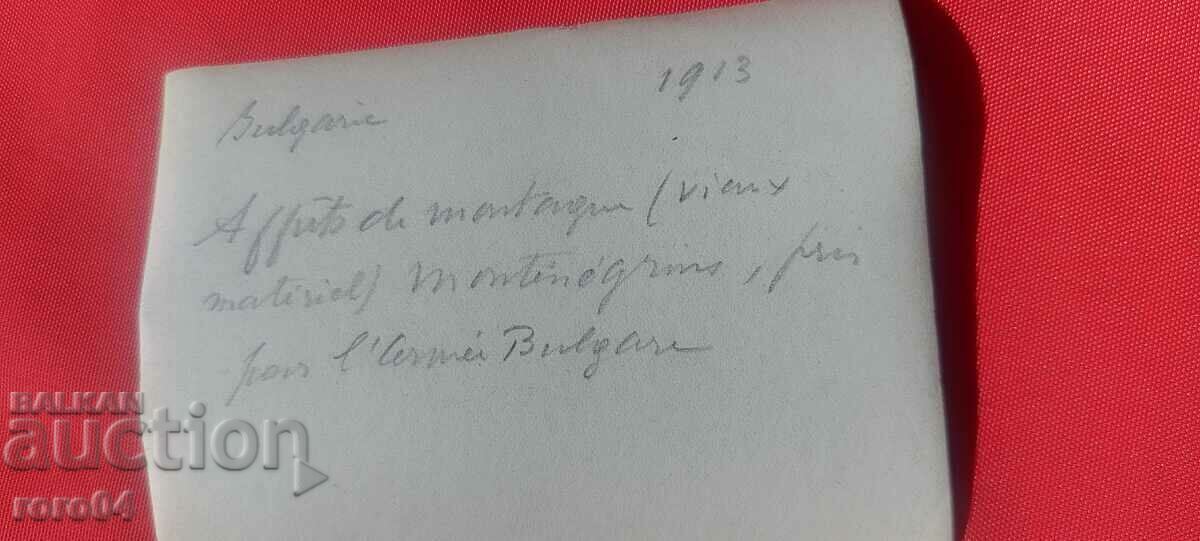 1913
Bulgarie
Affûts de montagne (vieux
matériel) Monténégrins, pris
par l'Armée Bulgare
BALKAN
auction
roro04